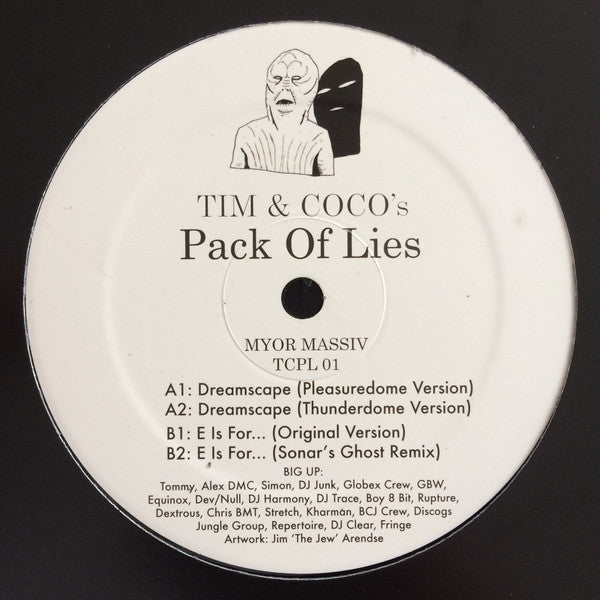 TIM & COCO's
Pack Of Lies
MYOR MASSIV
TCPL 01
A1: Dreamscape (Pleasuredome Version)
A2: Dreamscape (Thunderdome Version)
B1: E Is For... (Original Version)
B2: E Is For... (Sonar's Ghost Remix)
BIG UP:
Tommy, Alex DMC, Simon, DJ Junk, Globex Crew, GBW,
Equinox, Dev/Null, DJ Harmony, DJ Trace, Boy 8 Bit, Rupture,
Dextrous, Chris BMT, Stretch, Kharmàn, BCJ Crew, Discogs
Jungle Group, Repertoire, DJ Clear, Fringe
Artwork: Jim 'The Jew' Arendse